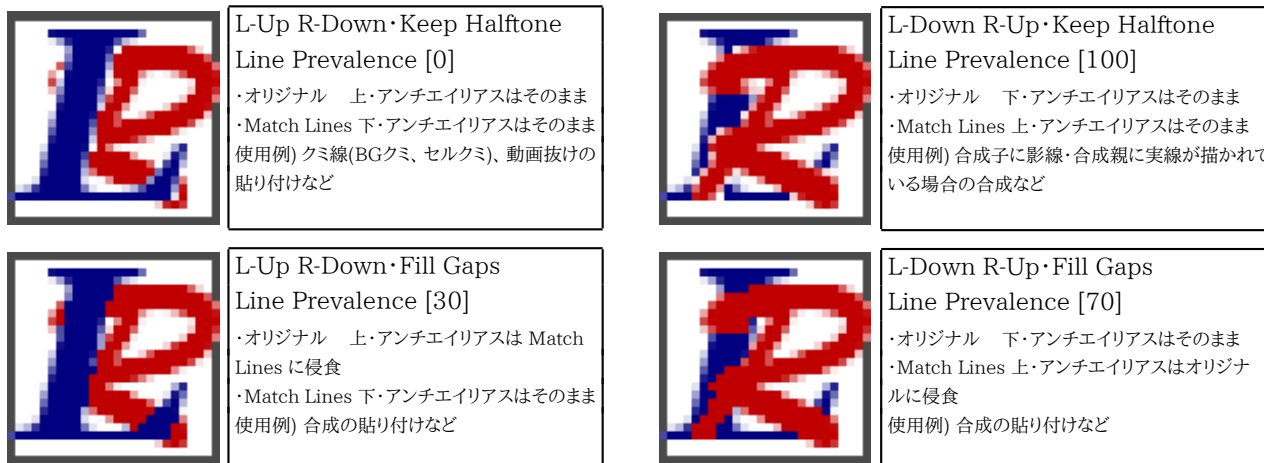 L-Up R-Down・Keep Halftone
Line Prevalence [0]
・オリジナル　上・アンチエイリアスはそのまま
・Match Lines 下・アンチエイリアスはそのまま
使用例) クミ線(BGクミ、セルクミ)、動画抜けの
貼り付けなど
L-Down R-Up・Keep Halftone
Line Prevalence [100]
・オリジナル　下・アンチエイリアスはそのまま
・Match Lines 上・アンチエイリアスはそのまま
使用例) 合成子に影線・合成親に実線が描かれて
いる場合の合成など
L-Up R-Down・Fill Gaps
Line Prevalence [30]
・オリジナル　上・アンチエイリアスは Match
Lines に侵食
・Match Lines 下・アンチエイリアスはそのまま
使用例) 合成の貼り付けなど
L-Down R-Up・Fill Gaps
Line Prevalence [70]
・オリジナル　下・アンチエイリアスはそのまま
・Match Lines 上・アンチエイリアスはオリジナ
ルに侵食
使用例) 合成の貼り付けなど